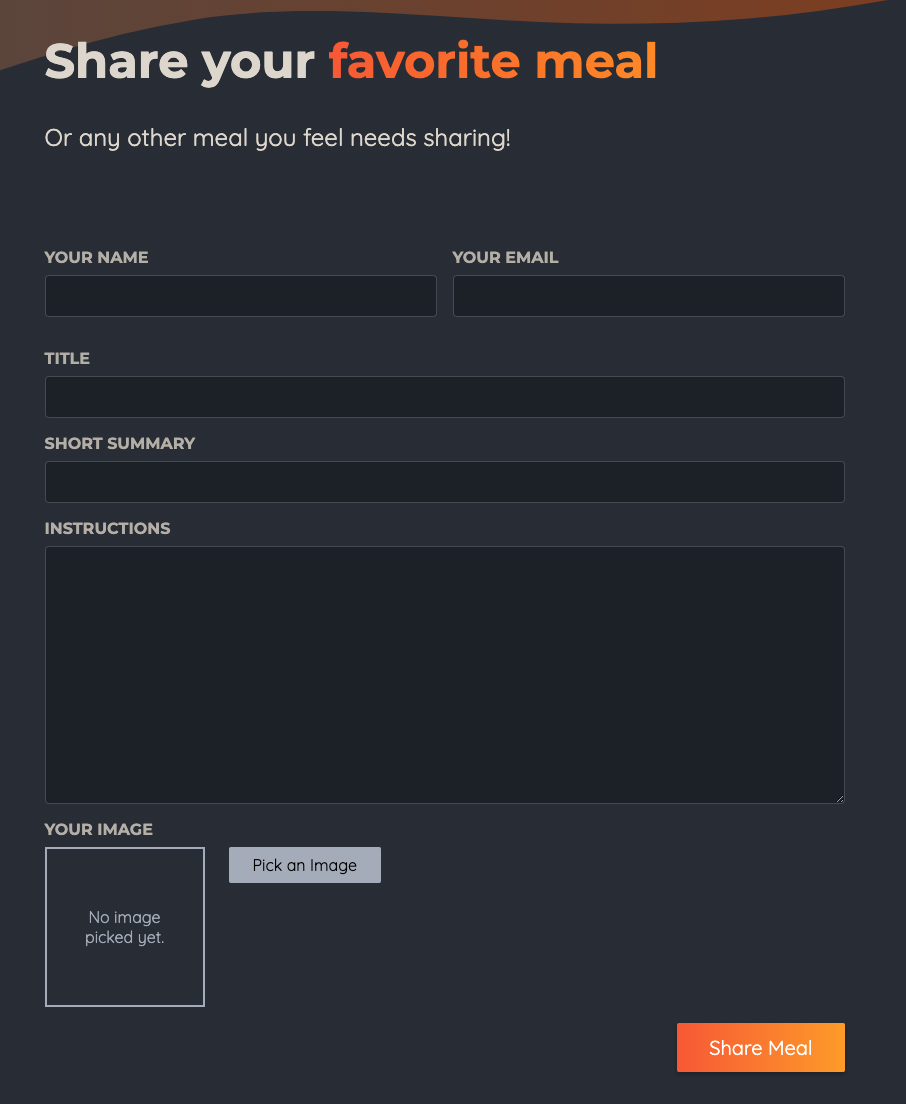 Share your favorite meal
Or any other meal you feel needs sharing!
YOUR NAME
YOUR EMAIL
TITLE
SHORT SUMMARY
INSTRUCTIONS
YOUR IMAGE
No image
picked yet.
Pick an Image
Share Meal